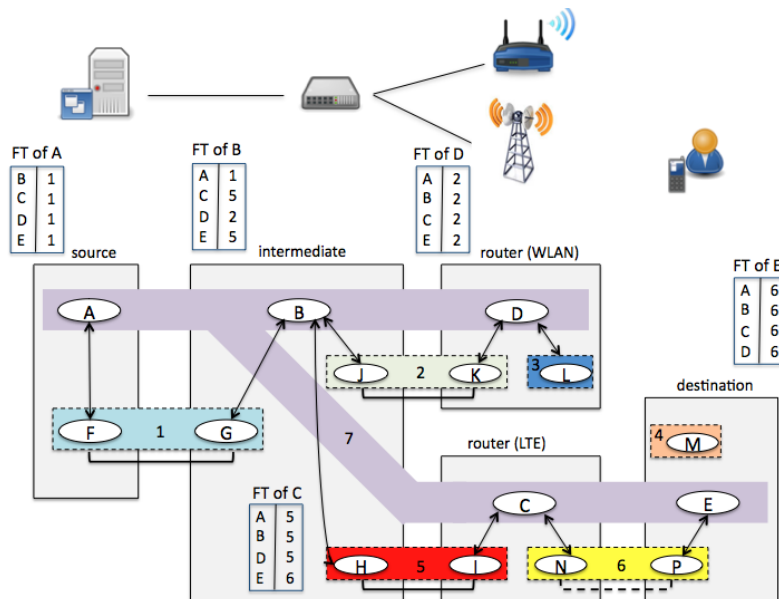 FT of A
B 1
C 1
D 1
E 1
FT of B
A 1
C 5
D 2
E 5
FT of D
A 2
B 2
C 2
E 2
FT of E
A 6
B 6
C 6
D 6
source
intermediate
router (WLAN)
destination
A
B
D
J
2
K
3
L
F
1
G
7
router (LTE)
4
M
FT of C
A 5
B 5
D 5
E 6
C
E
H
5
I
N
6
P